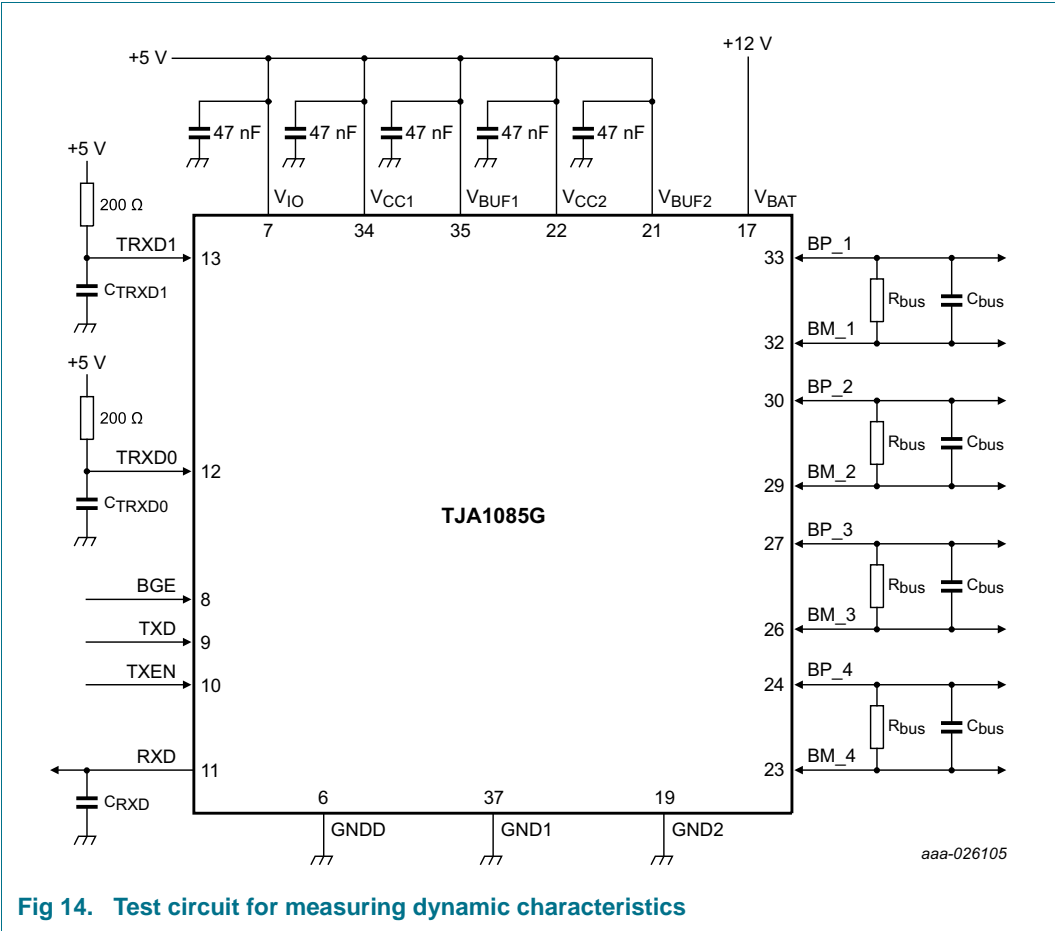 +5 V
+12 V
47 nF 47 nF 47 nF 47 nF 47 nF
+5 V
200 Ω
VIO VCC1 VBUF1 VCC2 VBUF2 VBAT
7 34 35 22 21 17
TRXD1 13
CTRXD1
33 BP_1
Rbus Cbus
32 BM_1
+5 V
200 Ω
TRXD0 12
CTRXD0
30 BP_2
Rbus Cbus
29 BM_2
TJA1085G
27 BP_3
Rbus Cbus
26 BM_3
BGE 8
TXD 9
TXEN 10
24 BP_4
Rbus Cbus
23 BM_4
RXD 11
CRXD
6 37 19
GNDD GND1 GND2
aaa-026105
Fig 14. Test circuit for measuring dynamic characteristics